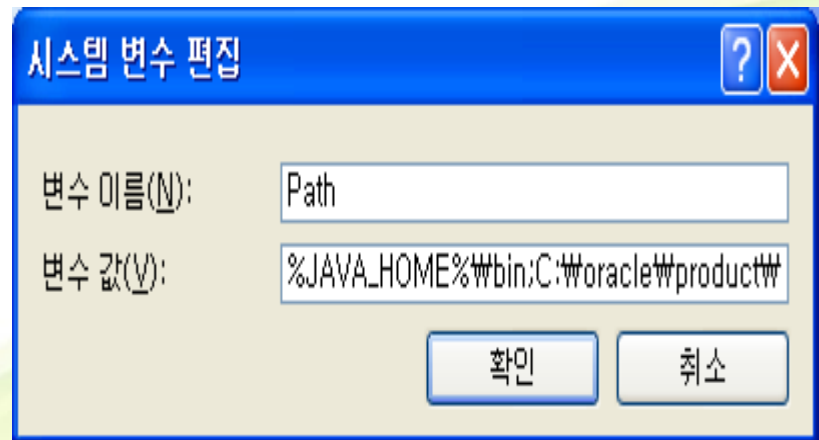 시스템 변수 편집
변수 이름(N): Path
변수 값(V): %JAVA_HOME%₩bin;C:₩oracle₩product₩
확인 취소